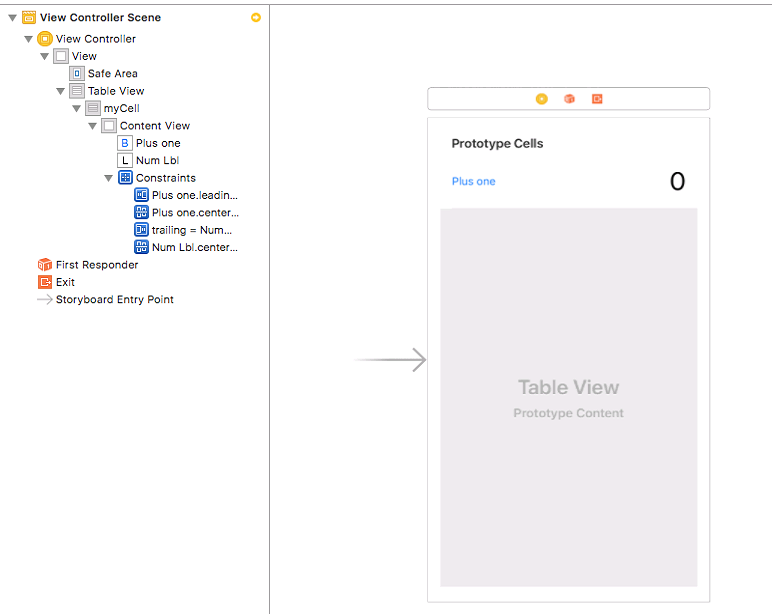 View Controller Scene
View Controller
View
Safe Area
Table View
myCell
Content View
B Plus one
L Num Lbl
Constraints
Plus one.leadin...
Plus one.center...
trailing = Num...
Num Lbl.center...
First Responder
Exit
Storyboard Entry Point
Prototype Cells
Plus one 0
Table View
Prototype Content